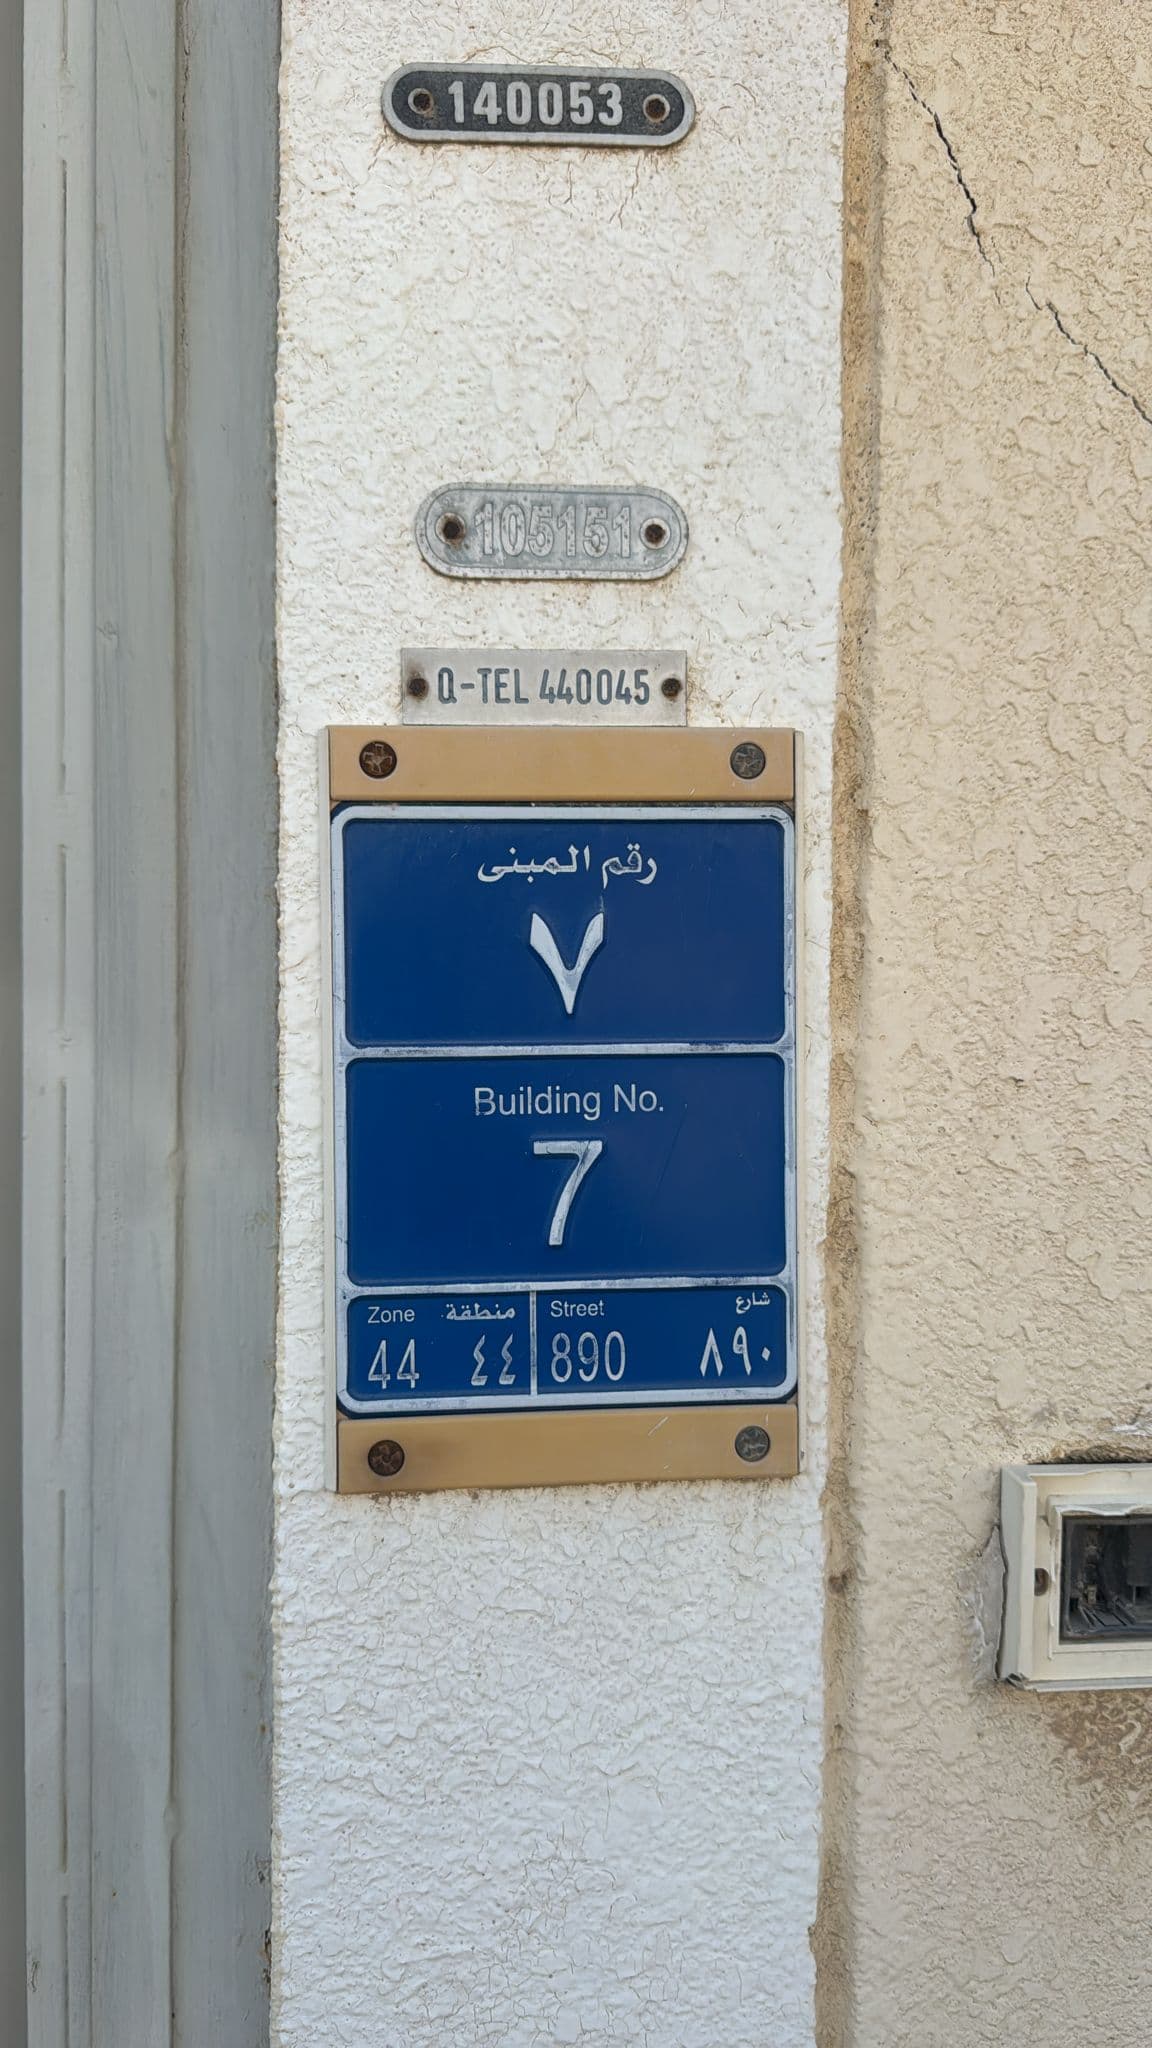 140053
105151
Q-TEL 440045
رقم المبنى
٧
Building No.
7
Zone منطقة
44 ٤٤
Street شارع
890 ٨٩٠